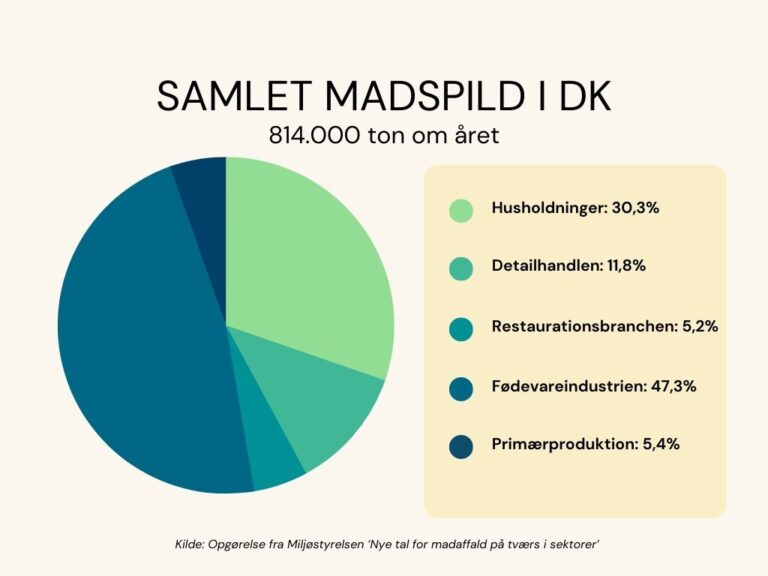 SAMLET MADSPILD I DK
814.000 ton om året
Husholdninger: 30,3%
Detailhandlen: 11,8%
Restaurationsbranchen: 5,2%
Fødevareindustrien: 47,3%
Primærproduktion: 5,4%
Kilde: Opgørelse fra Miljøstyrelsen ‘Nye tal for madaffald på tværs i sektorer’